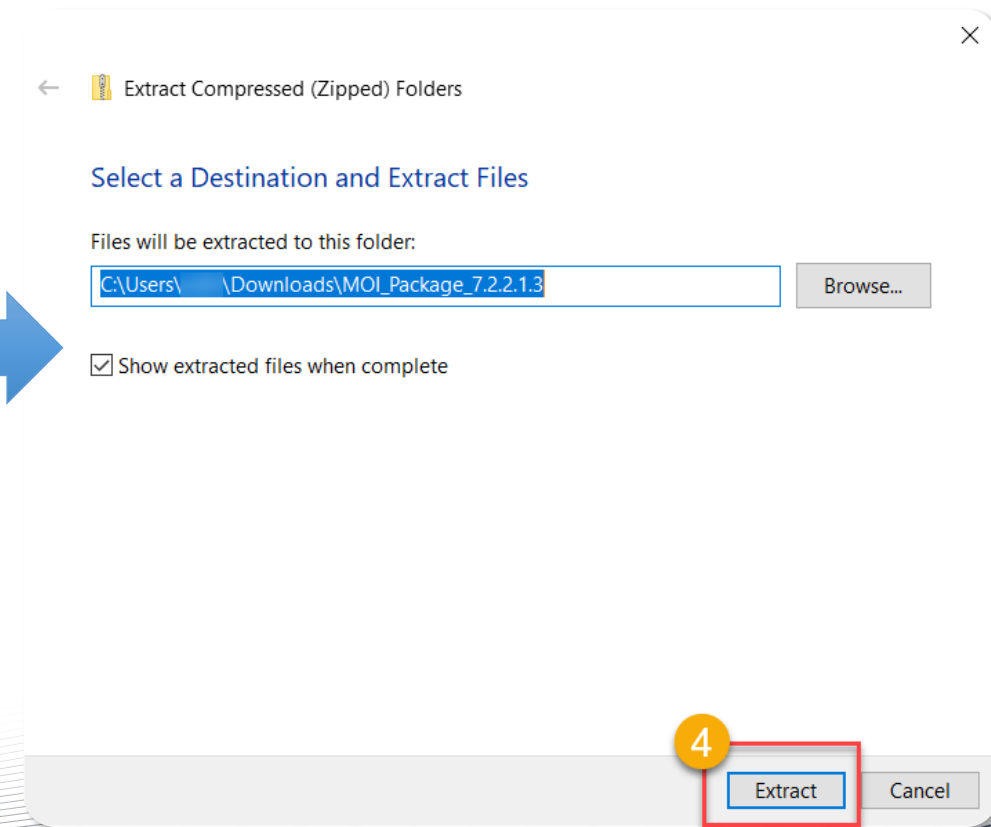 Extract Compressed (Zipped) Folders
Select a Destination and Extract Files
Files will be extracted to this folder:
C:\Users\ \Downloads\MOI_Package_7.2.2.1.3
Browse...
Show extracted files when complete
4
Extract
Cancel